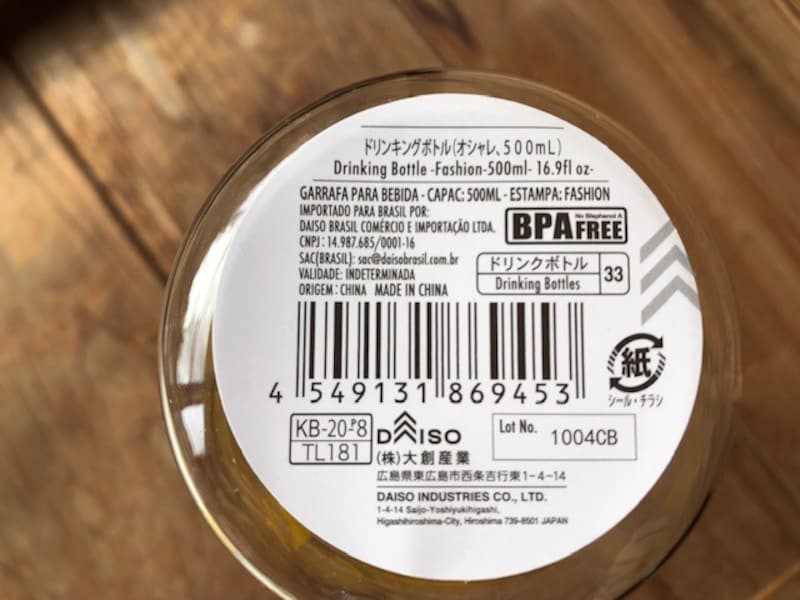 ドリンキングボトル(オシャレ、500mL)
Drinking Bottle -Fashion-500ml- 16.9fl oz-
GARRAFA PARA BEBIDA - CAPAC: 500ML - ESTAMPA: FASHION
IMPORTADO PARA BRASIL POR:
DAISO BRASIL COMÉRCIO E IMPORTAÇÃO LTDA.
CNPJ: 14.987.685/0001-16
SAC(BRASIL): sac@daisobrasil.com.br
VALIDADE: INDETERMINADA
ORIGEM: CHINA MADE IN CHINA
No Bisphenol A
BPA FREE
ドリンクボトル
Drinking Bottles
33
4 549131 869453
紙
シール・チラシ
KB-20-P8
TL181
DAISO
(株)大創産業
Lot No. 1004CB
広島県東広島市西条吉行東1-4-14
DAISO INDUSTRIES CO., LTD.
1-4-14 Saijo-Yoshiyukihigashi,
Higashihiroshima-City, Hiroshima 739-8501 JAPAN